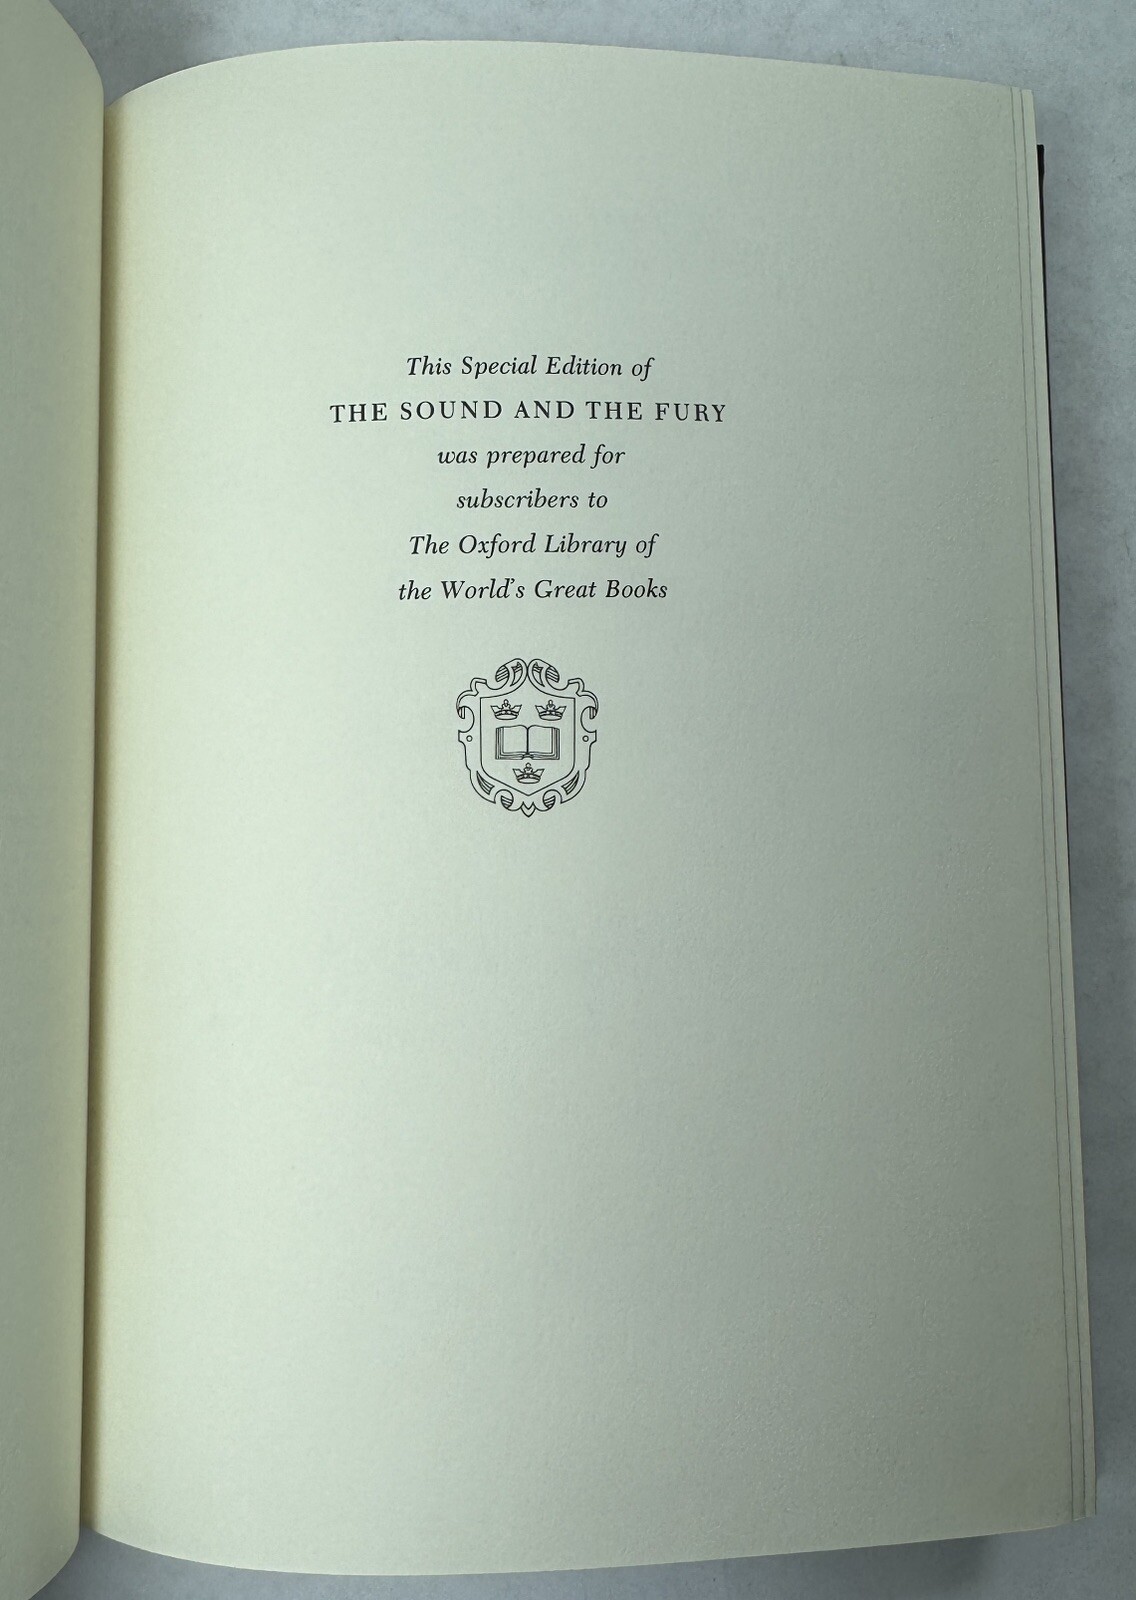 This Special Edition of
THE SOUND AND THE FURY
was prepared for
subscribers to
The Oxford Library of
the World's Great Books